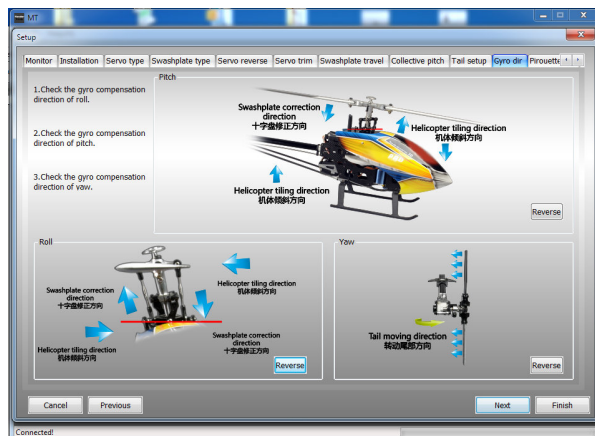 MT
Setup
Monitor Installation Servo type Swashplate type Servo reverse Servo trim Swashplate travel Collective pitch Tail setup Gyro dir Pirouette
1.Check the gyro compensation
direction of roll.
2.Check the gyro compensation
direction of pitch.
3.Check the gyro compensation
direction of yaw.
Pitch
Swashplate correction
direction
十字盘修正方向
Helicopter tiling direction
机体倾斜方向
Helicopter tiling direction
机体倾斜方向
Reverse
Roll
Helicopter tiling direction
机体倾斜方向
Swashplate correction
direction
十字盘修正方向
Swashplate correction
direction
十字盘修正方向
Helicopter tiling direction
机体倾斜方向
Reverse
Yaw
Tail moving direction
转动尾部方向
Reverse
Cancel Previous Next Finish
Connected!